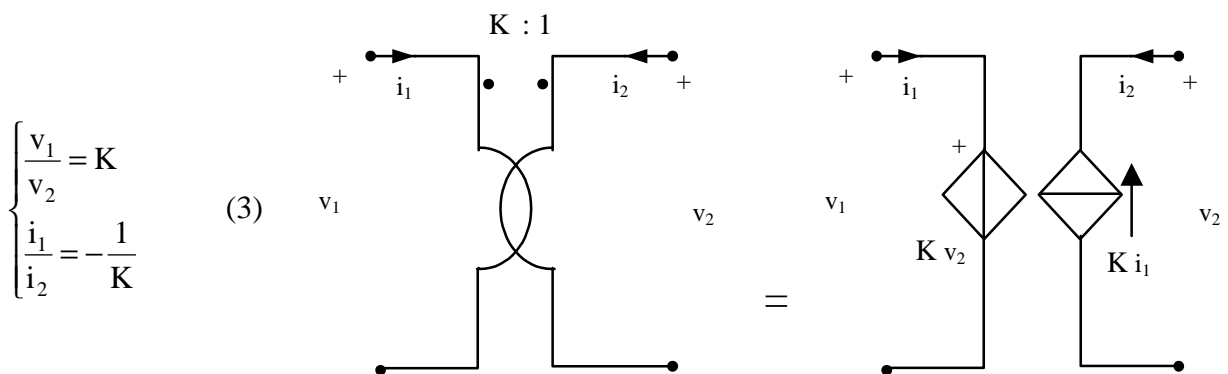 K : 1
+ i₁ i₂ + + i₁ i₂ +
v₁/v₂ = K
i₁/i₂ = −1/K
(3)
v₁ v₂ v₁ + v₂
K v₂ K i₁
=